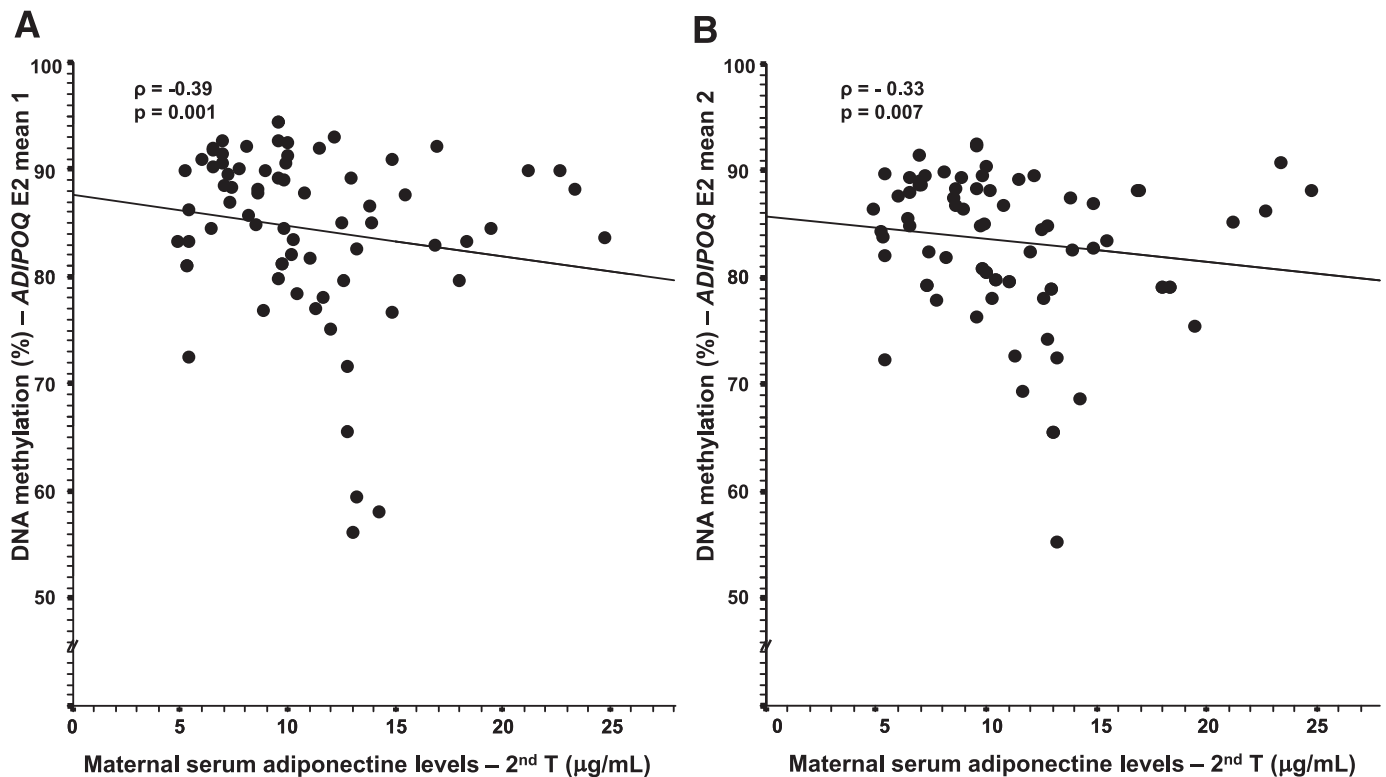 A
DNA methylation (%) – ADIPOQ E2 mean 1
100
90
80
70
60
50
ρ = -0.39
p = 0.001
0 5 10 15 20 25
Maternal serum adiponectine levels – 2nd T (μg/mL)
B
DNA methylation (%) – ADIPOQ E2 mean 2
100
90
80
70
60
50
ρ = - 0.33
p = 0.007
0 5 10 15 20 25
Maternal serum adiponectine levels – 2nd T (μg/mL)